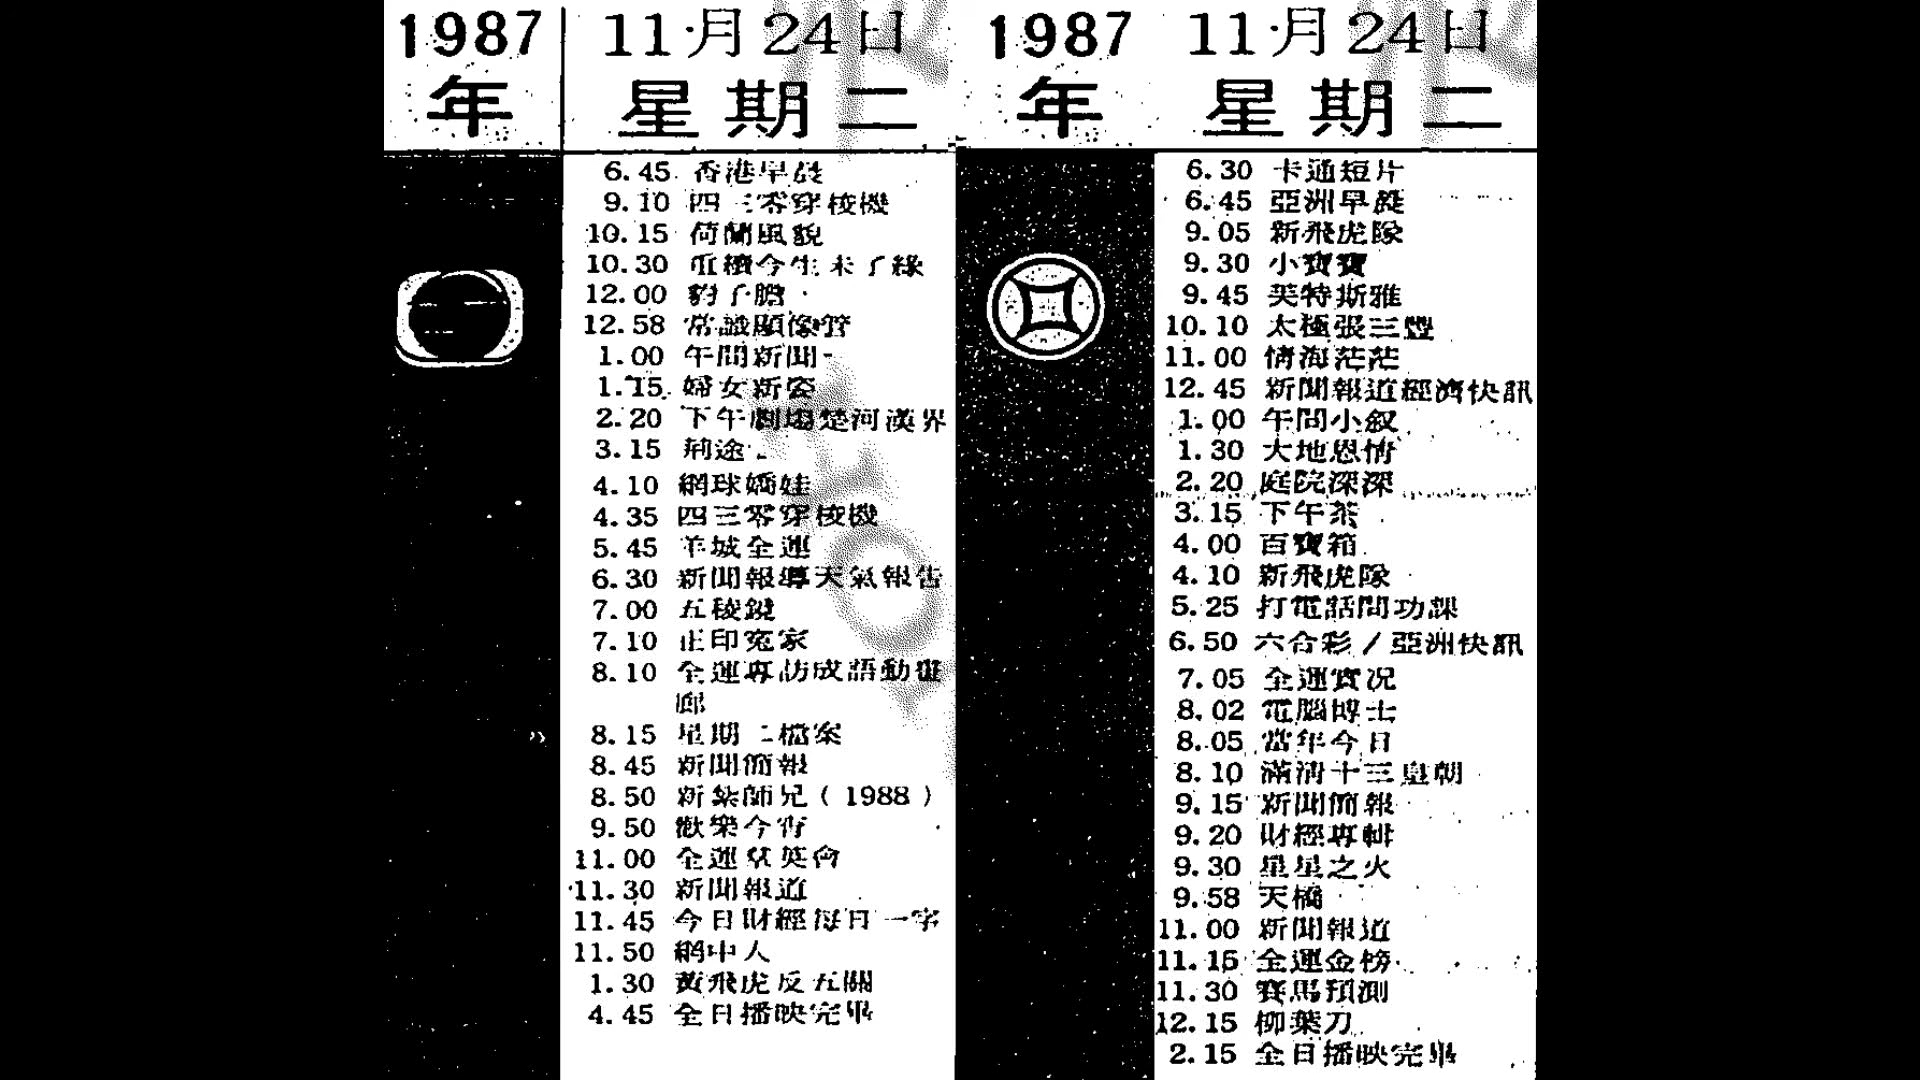 1987
年
11月24日
星期二
6.45 香港早晨
9.10 四三零穿梭機
10.15 荷蘭風貌
10.30 重續今生未了緣
12.00 豹子膽
12.58 常識顯像管
1.00 午間新聞
1.15 婦女新姿
2.20 下午劇場楚河漢界
3.15 荊途
4.10 網球嬌娃
4.35 四三零穿梭機
5.45 羊城全運
6.30 新聞報導天氣報告
7.00 五稜鏡
7.10 正印冤家
8.10 全運專訪成語動畫
廊
8.15 星期二檔案
8.45 新聞簡報
8.50 新紮師兄(1988)
9.50 歡樂今宵
11.00 全運羣英會
11.30 新聞報道
11.45 今日財經每日一字
11.50 網中人
1.30 黃飛虎反五關
4.45 全日播映完畢
1987
年
11月24日
星期二
6.30 卡通短片
6.45 亞洲早晨
9.05 新飛虎隊
9.30 小寶寶
9.45 芙特斯雅
10.10 太極張三豐
11.00 情海茫茫
12.45 新聞報道經濟快訊
1.00 午間小叙
1.30 大地恩情
2.20 庭院深深
3.15 下午茶
4.00 百寶箱
4.10 新飛虎隊
5.25 打電話問功課
6.50 六合彩/亞洲快訊
7.05 全運實况
8.02 電腦博士
8.05 當年今日
8.10 滿清十三皇朝
9.15 新聞簡報
9.20 財經專輯
9.30 星星之火
9.58 天橋
11.00 新聞報道
11.15 全運金榜
11.30 賽馬預測
12.15 柳葉刀
2.15 全日播映完畢